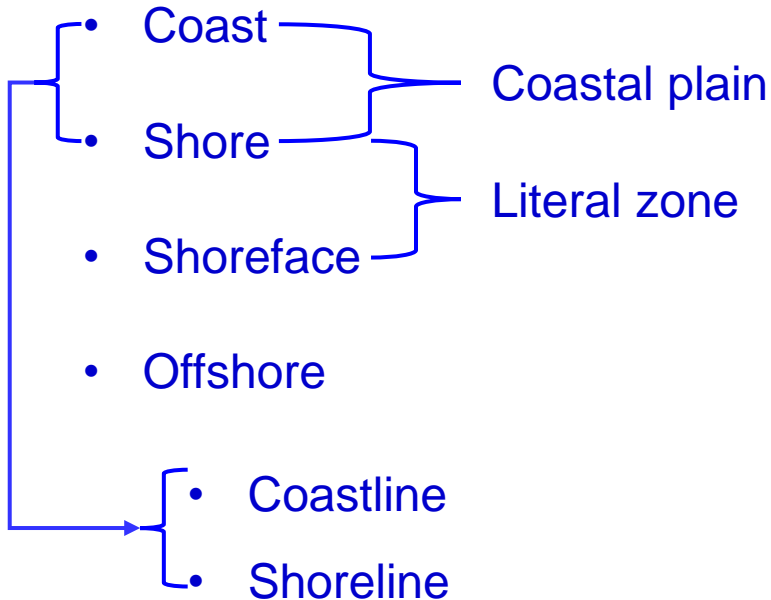 • Coast
Coastal plain
• Shore
Literal zone
• Shoreface
• Offshore
• Coastline
• Shoreline